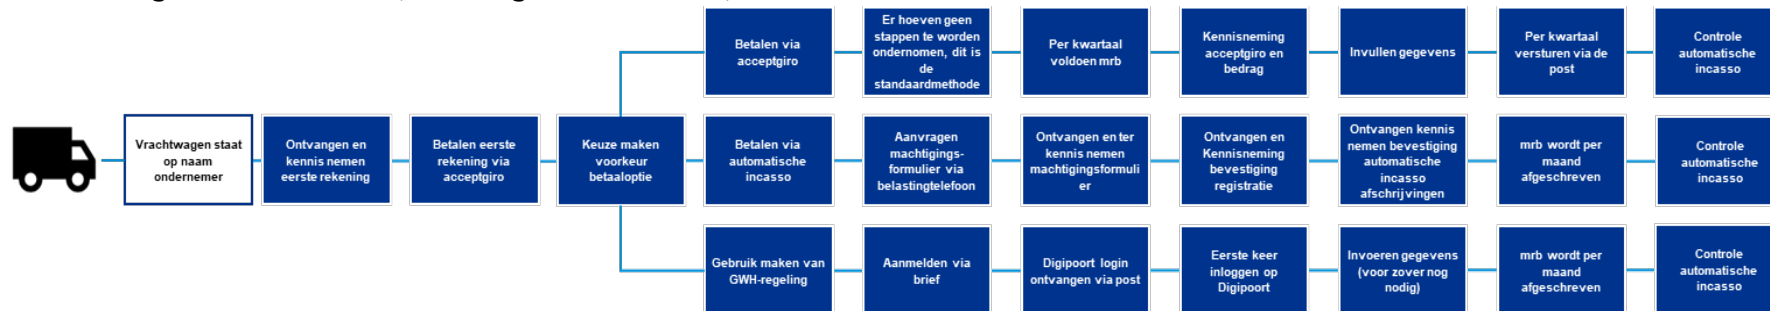 Betalen via
acceptgiro
Er hoeven geen
stappen te worden
ondernomen, dit is
de
standaardmethode
Per kwartaal
voldoen mrb
Kennisneming
acceptgiro en
bedrag
Invullen gegevens
Per kwartaal
versturen via de
post
Controle
automatische
incasso
Vrachtwagen staat
op naam
ondernemer
Ontvangen en
kennis nemen
eerste rekening
Betalen eerste
rekening via
acceptgiro
Keuze maken
voorkeur
betaaloptie
Betalen via
automatische
incasso
Aanvragen
machtigings-
formulier via
belastingtelefoon
Ontvangen en ter
kennis nemen
machtigingsformuli
er
Ontvangen en
Kennisneming
bevestiging
registratie
Ontvangen kennis
nemen bevestiging
automatische
incasso
afschrijvingen
mrb wordt per
maand
afgeschreven
Controle
automatische
incasso
Gebruik maken van
GWH-regeling
Aanmelden via
brief
Digipoort login
ontvangen via post
Eerste keer
inloggen op
Digipoort
Invoeren gegevens
(voor zover nog
nodig)
mrb wordt per
maand
afgeschreven
Controle
automatische
incasso